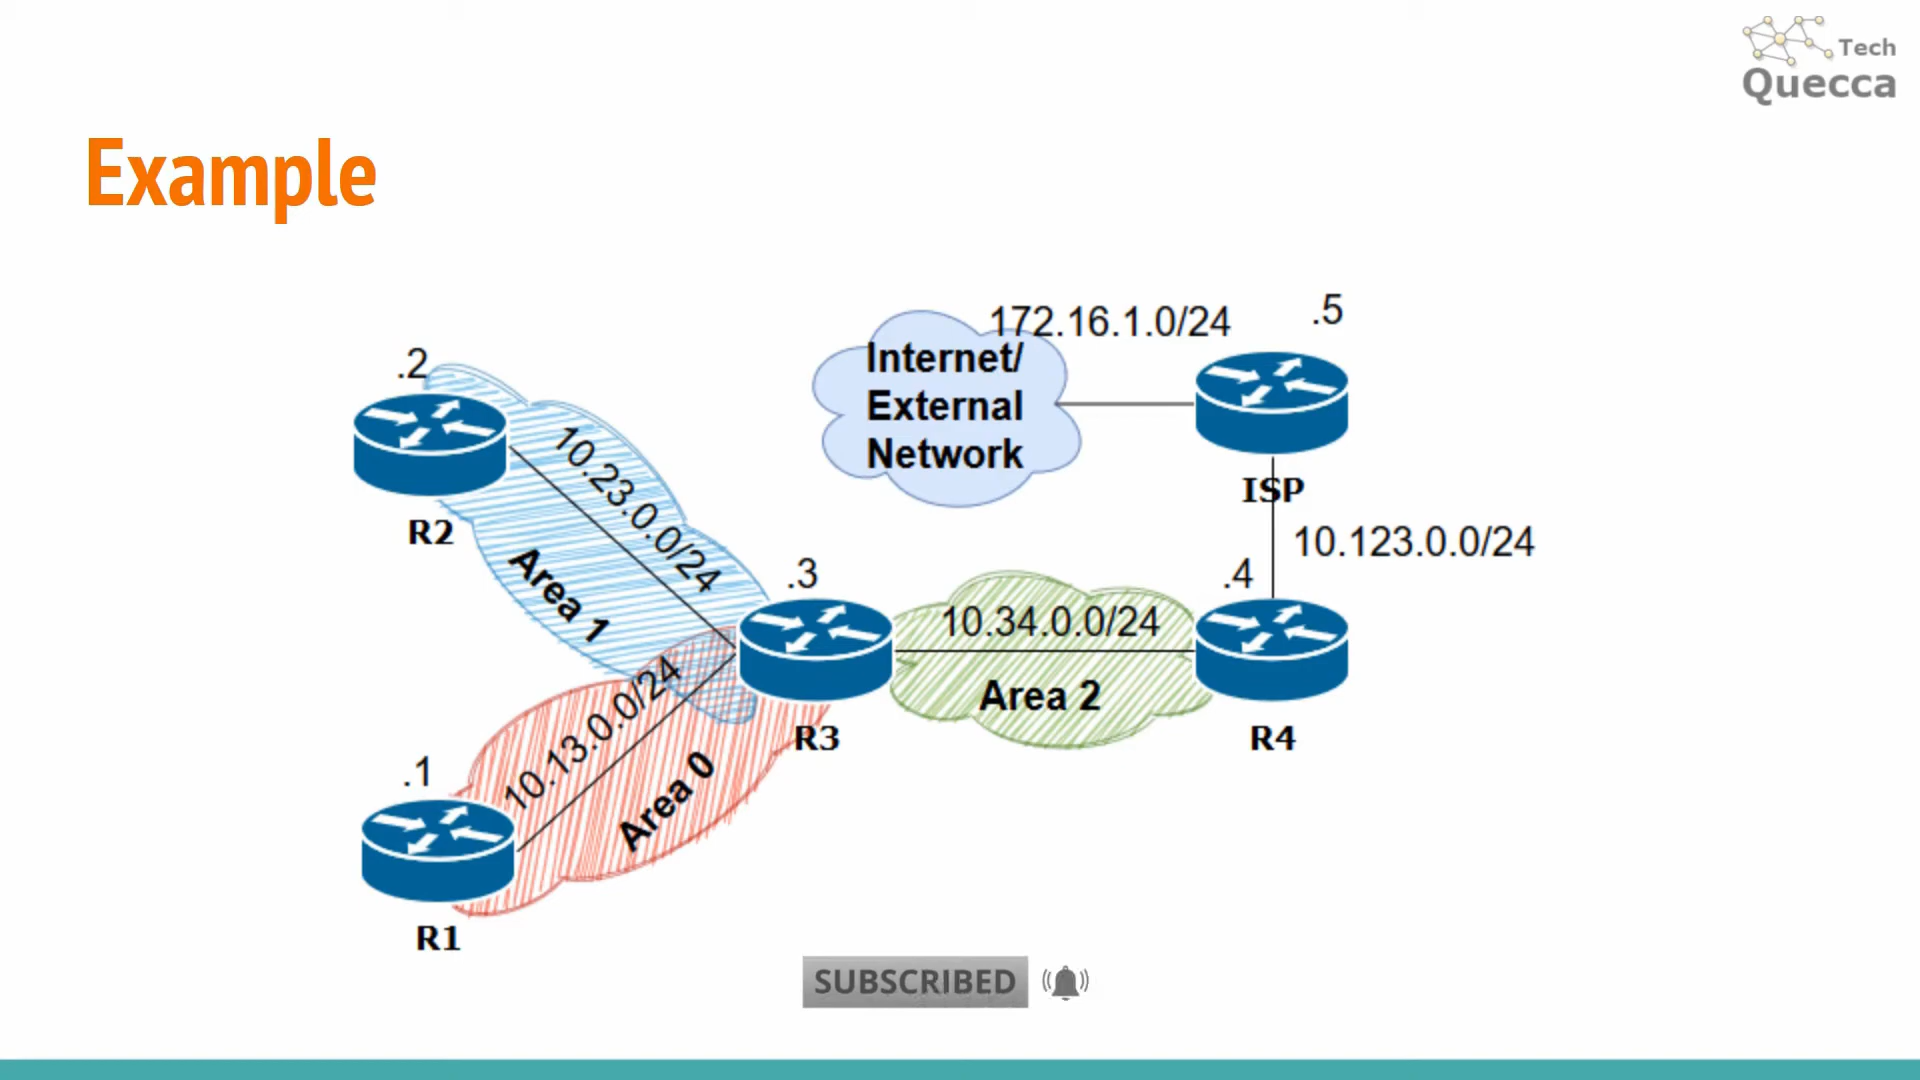 Tech
Quecca
Example
172.16.1.0/24
.5
.2
Internet/
External
Network
10.23.0.0/24
ISP
R2
10.123.0.0/24
Area 1
.3
.4
10.34.0.0/24
10.13.0.0/24
Area 2
R3
R4
.1
Area 0
R1
SUBSCRIBED